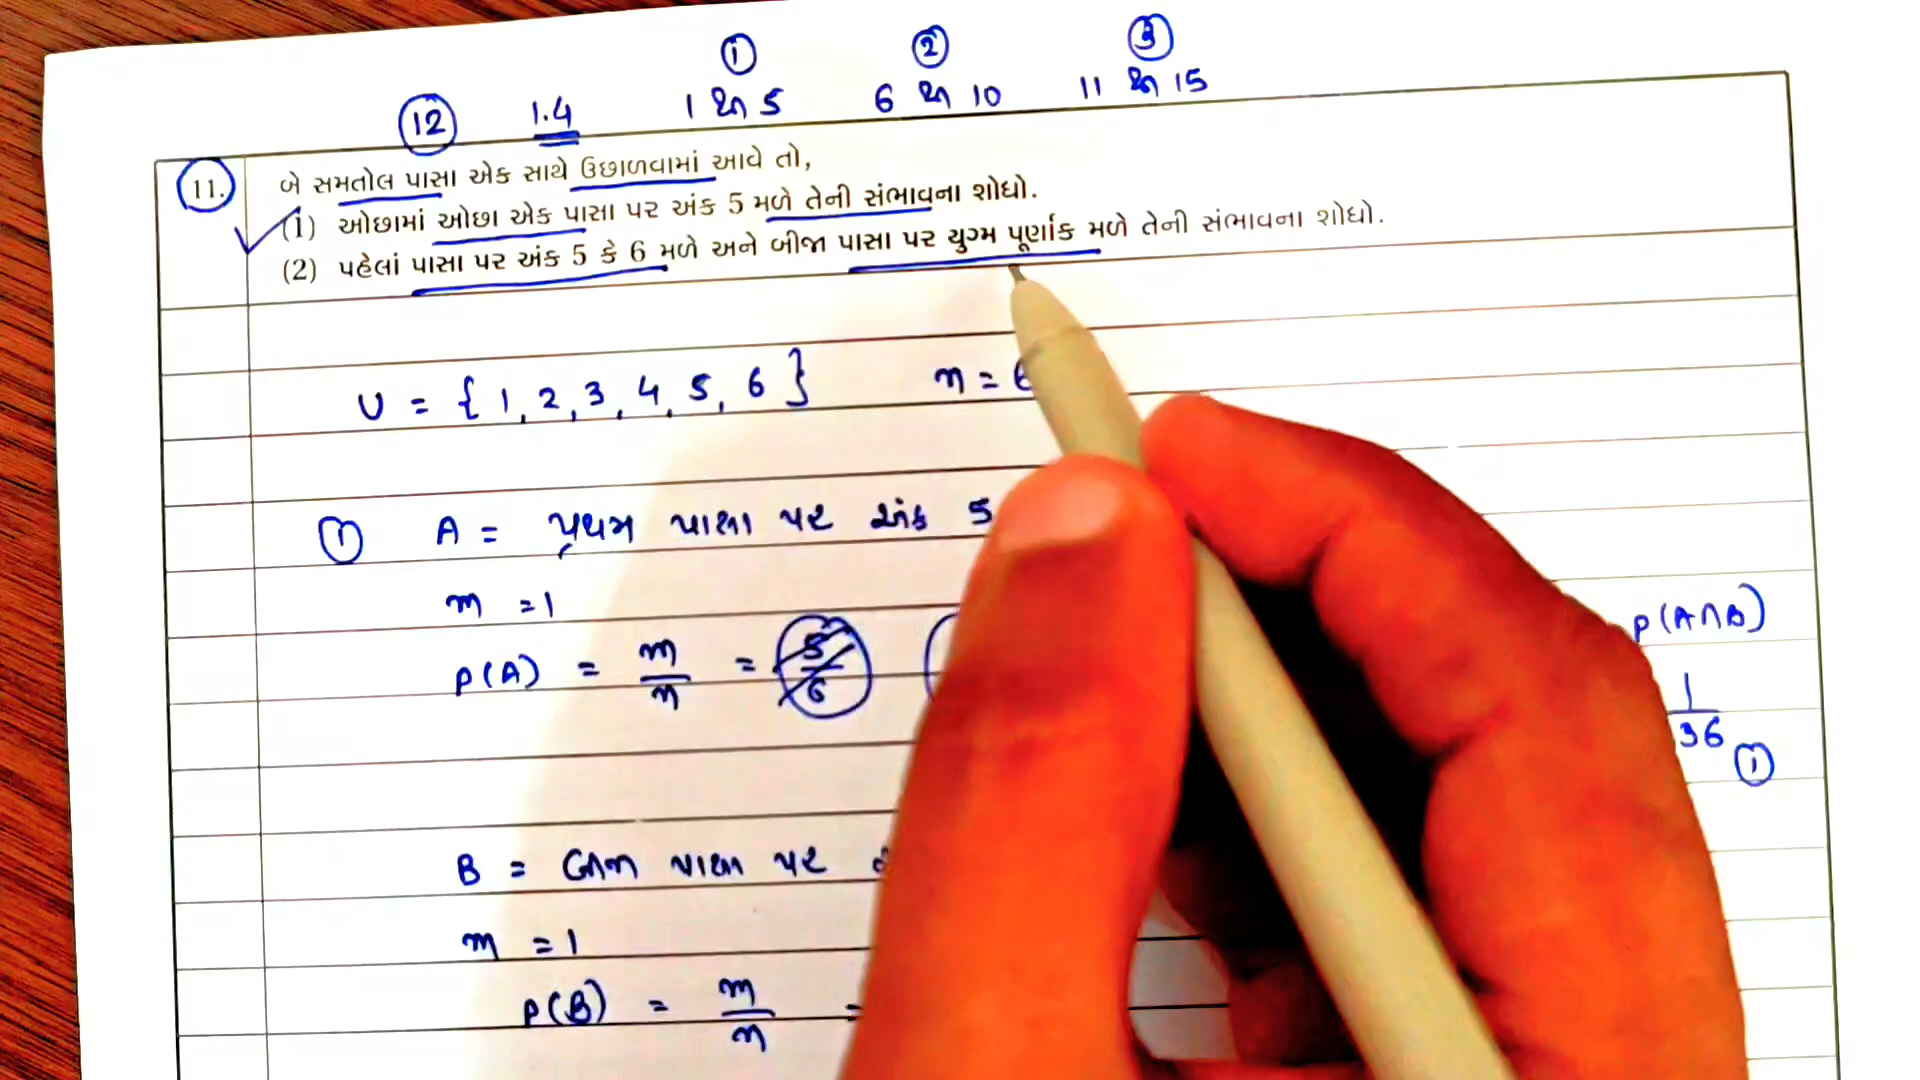 ① ② ③
⑫ 1.4 1 થી 5 6 થી 10 11 થી 15
11. બે સમતોલ પાસા એક સાથે ઉછાળવામાં આવે તો,
(1) ઓછામાં ઓછા એક પાસા પર અંક 5 મળે તેની સંભાવના શોધો.
(2) પહેલાં પાસા પર અંક 5 કે 6 મળે અને બીજા પાસા પર યુગ્મ પૂર્ણાંક મળે તેની સંભાવના શોધો.
U = { 1, 2, 3, 4, 5, 6 } n = 6
① A = પ્રથમ પાસા પર અંક 5
m = 1
P(A∩B)
P(A) = m/n = 5/6
1/36 ①
B = બીજા પાસા પર
m = 1
P(B) = m/n =